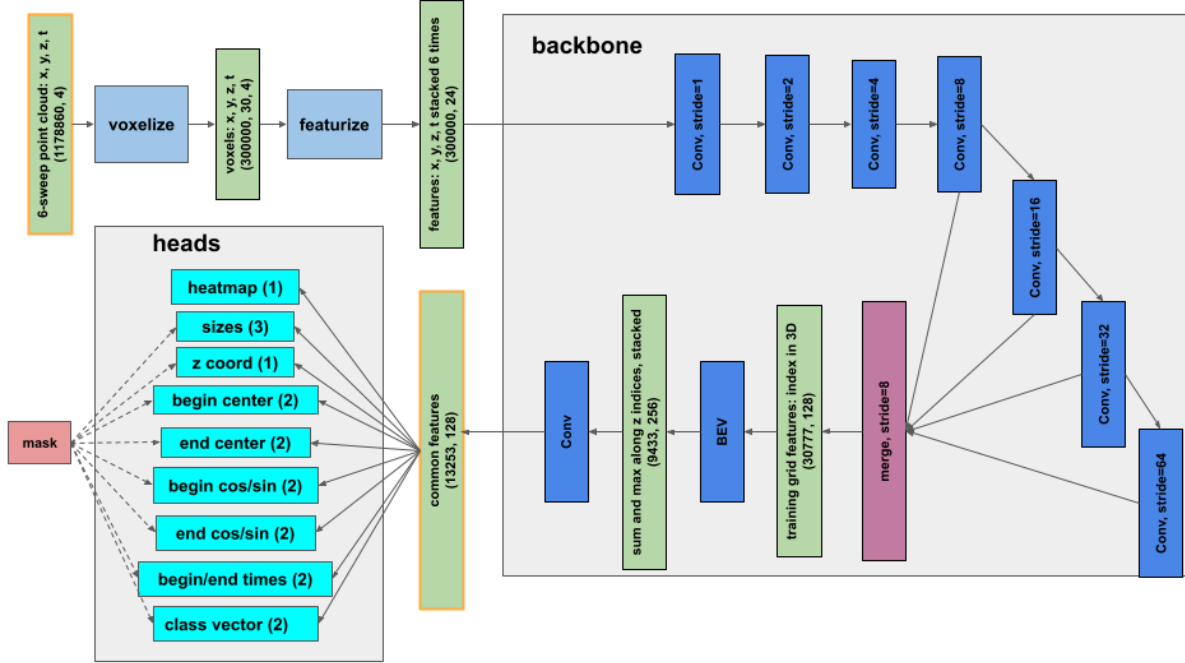 6-sweep point cloud: x, y, z, t
(1178860, 4)
voxelize
voxels: x, y, z, t
(300000, 30, 4)
featurize
features: x, y, z, t stacked 6 times
(300000, 24)
backbone
Conv, stride=1
Conv, stride=2
Conv, stride=4
Conv, stride=8
Conv, stride=16
Conv, stride=32
Conv, stride=64
merge, stride=8
training grid features: index in 3D
(30777, 128)
BEV
sum and max along z indices, stacked
(9433, 256)
Conv
common features
(13253, 128)
heads
heatmap (1)
sizes (3)
z coord (1)
begin center (2)
end center (2)
begin cos/sin (2)
end cos/sin (2)
begin/end times (2)
class vector (2)
mask